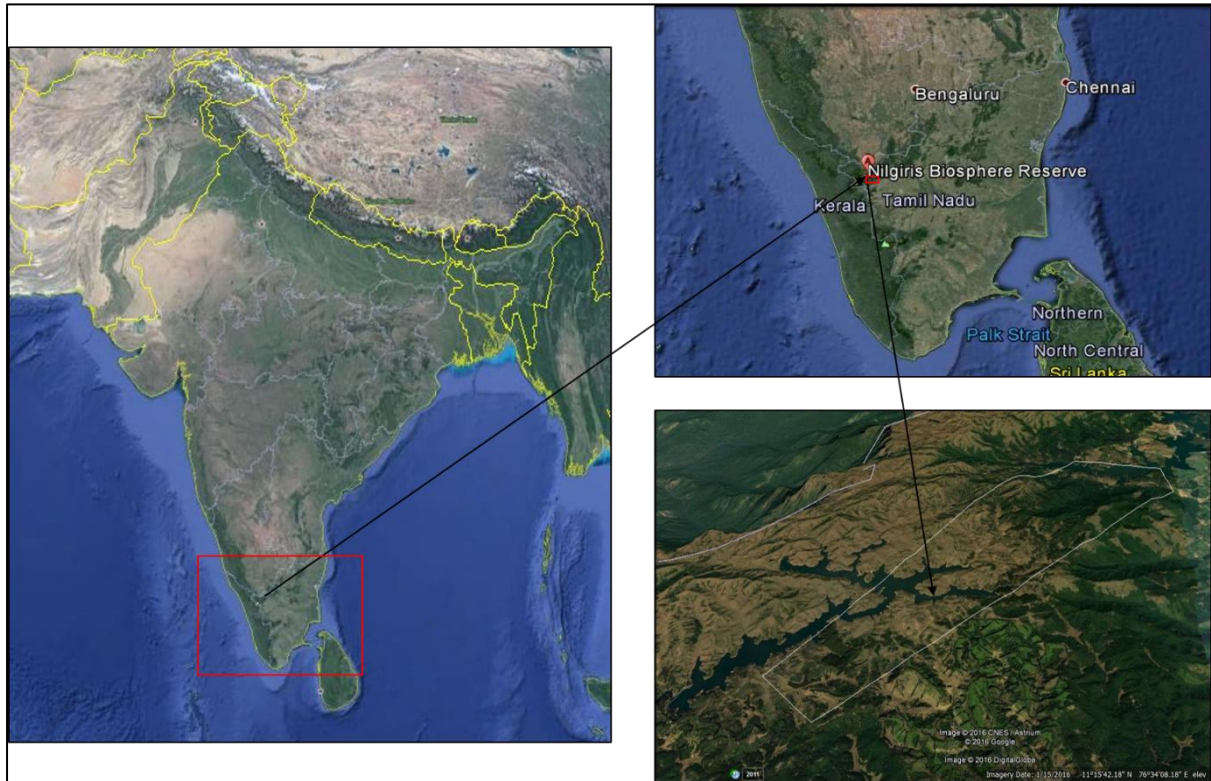 Bengaluru
Chennai
Nilgiris Biosphere Reserve
Kerala
Tamil Nadu
Northern
Palk Strait
North Central
Sri Lanka
Image © 2016 CNES / Astrium
© 2016 Google
Image © 2016 DigitalGlobe
2011
Imagery Date: 1/15/2016 11°15'42.18" N 76°34'08.18" E elev